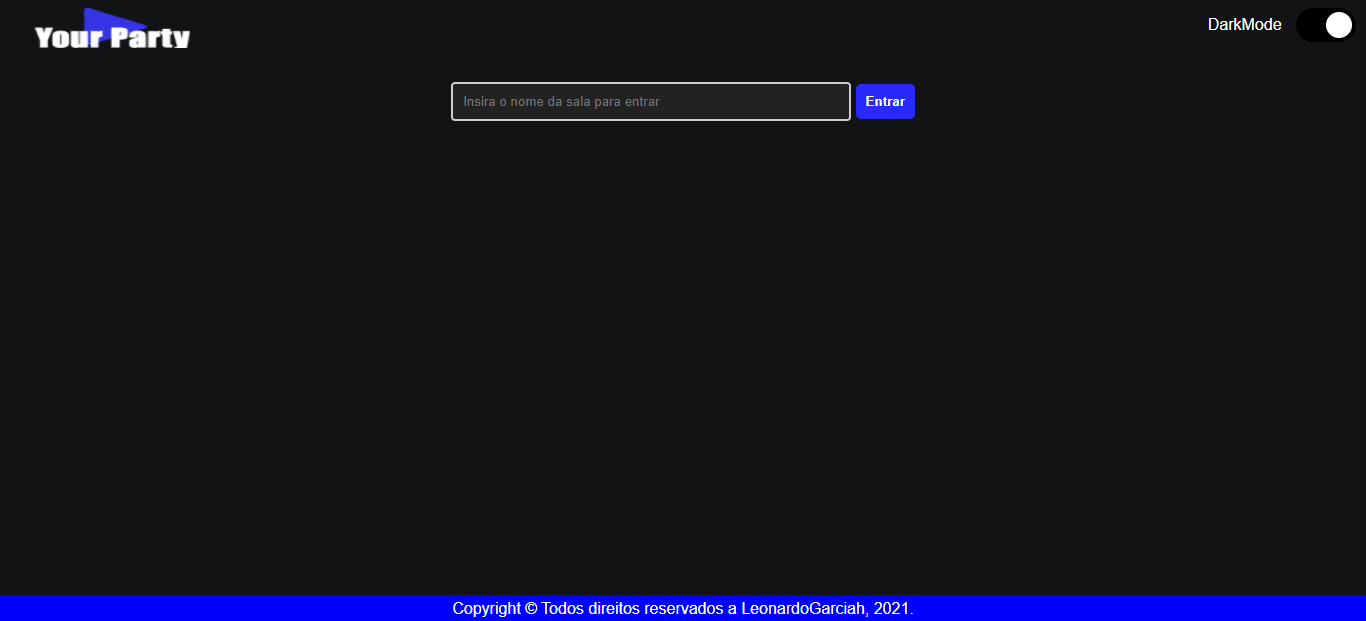 Your Party
DarkMode
Insira o nome da sala para entrar
Entrar
Copyright © Todos direitos reservados a LeonardoGarciah, 2021.